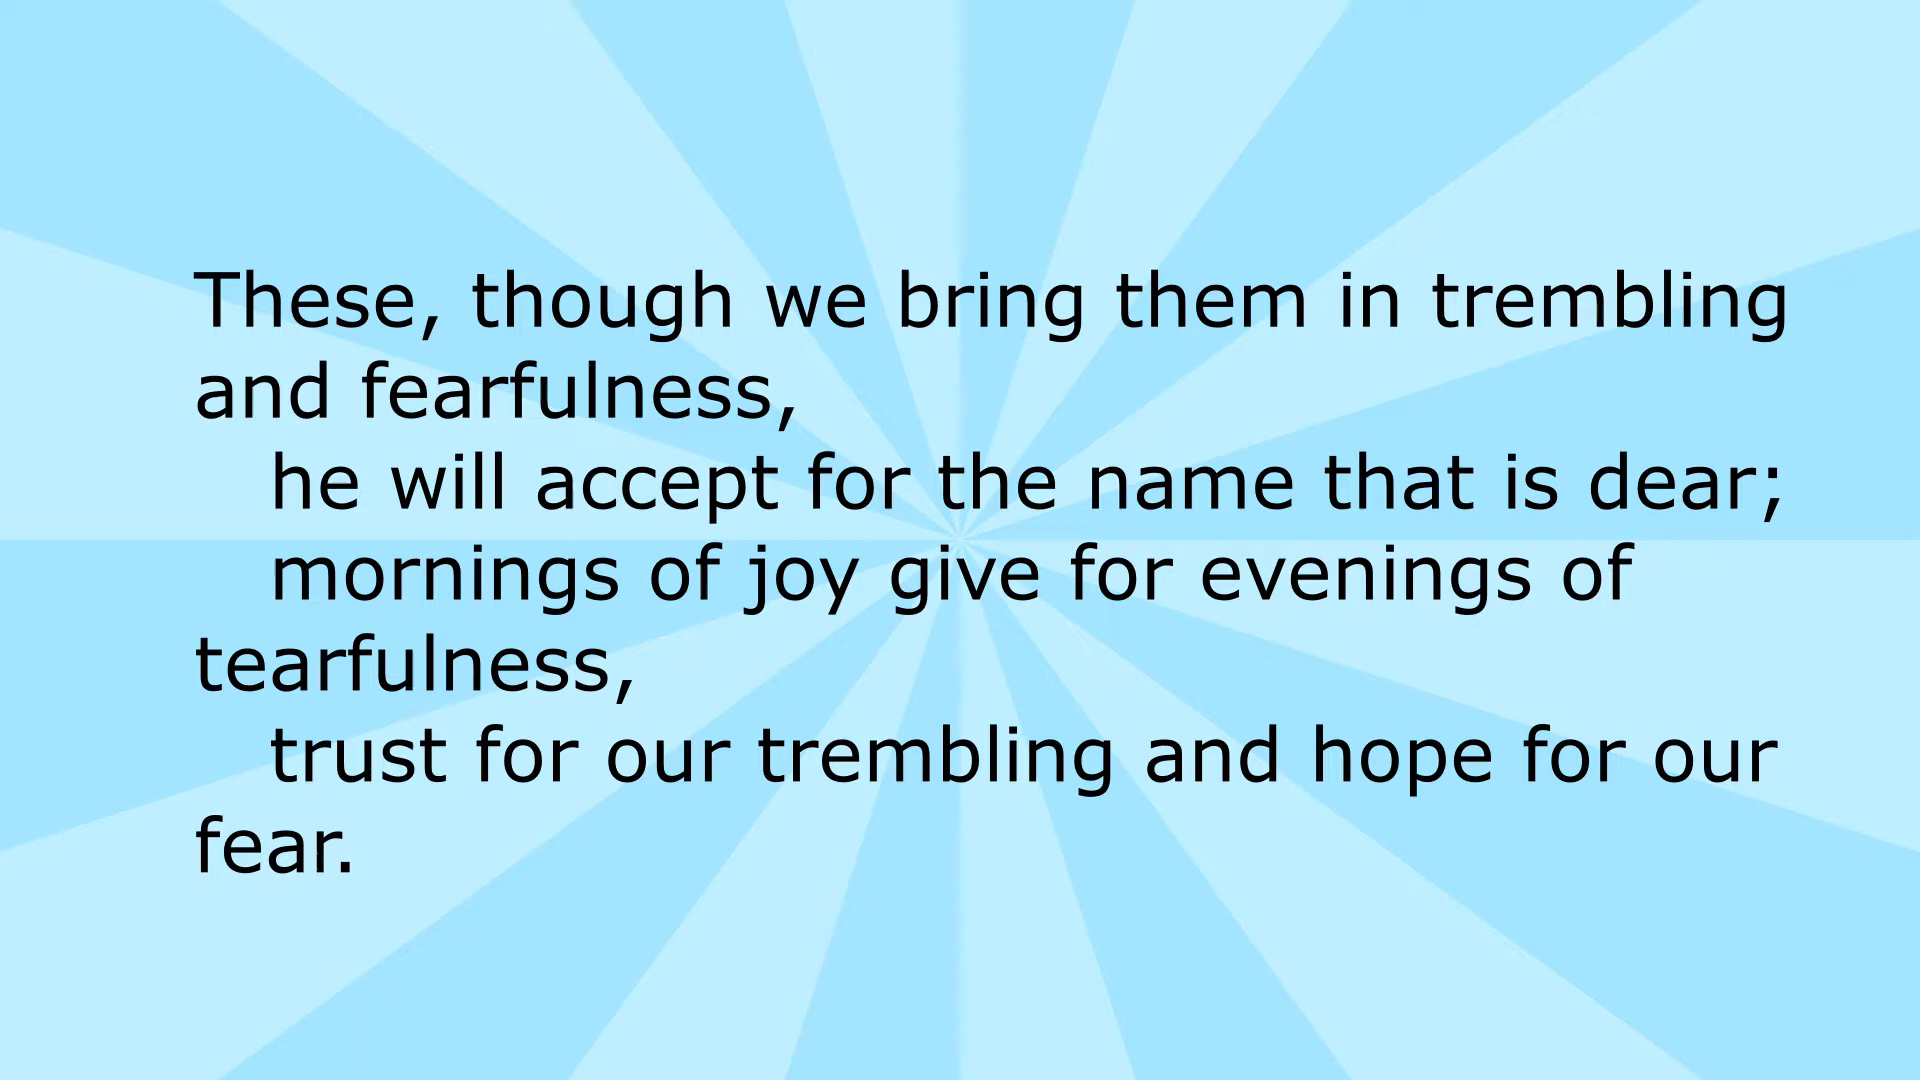 These, though we bring them in trembling
and fearfulness,
he will accept for the name that is dear;
mornings of joy give for evenings of
tearfulness,
trust for our trembling and hope for our
fear.